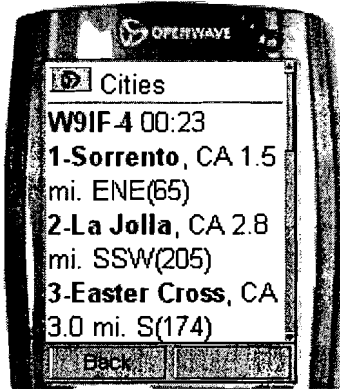 OPENWAVE
Cities
W9IF-4 00:23
1-Sorrento, CA 1.5
mi. ENE(65)
2-La Jolla, CA 2.8
mi. SSW(205)
3-Easter Cross, CA
3.0 mi. S(174)
Back